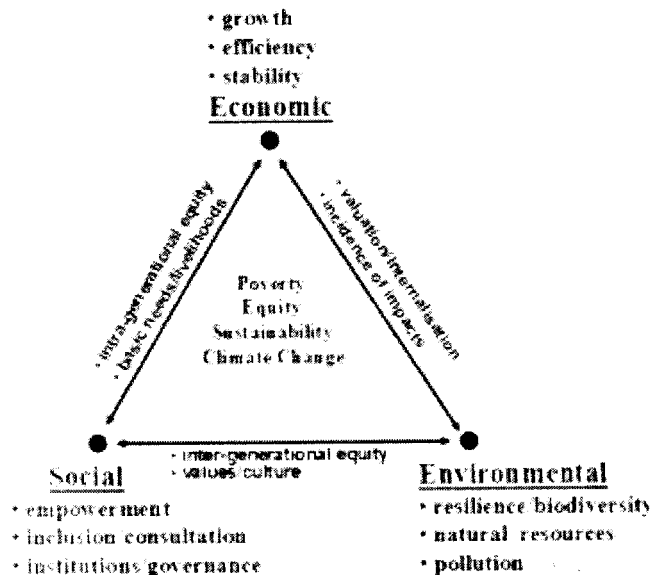 • growth
• efficiency
• stability
Economic
• intra-generational equity
• basic needs/livelihoods
• valuation/internalisation
• incidence of impacts
Poverty
Equity
Sustainability
Climate Change
• inter-generational equity
• values/culture
Social
• empowerment
• inclusion/consultation
• institutions/governance
Environmental
• resilience/biodiversity
• natural resources
• pollution